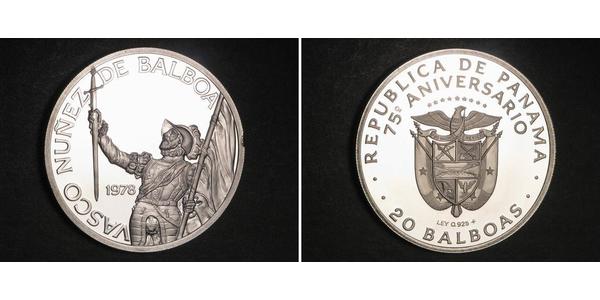 VASCO NUÑEZ DE BALBOA
1978
REPUBLICA DE PANAMA
75º ANIVERSARIO
LEY 0.925
20 BALBOAS